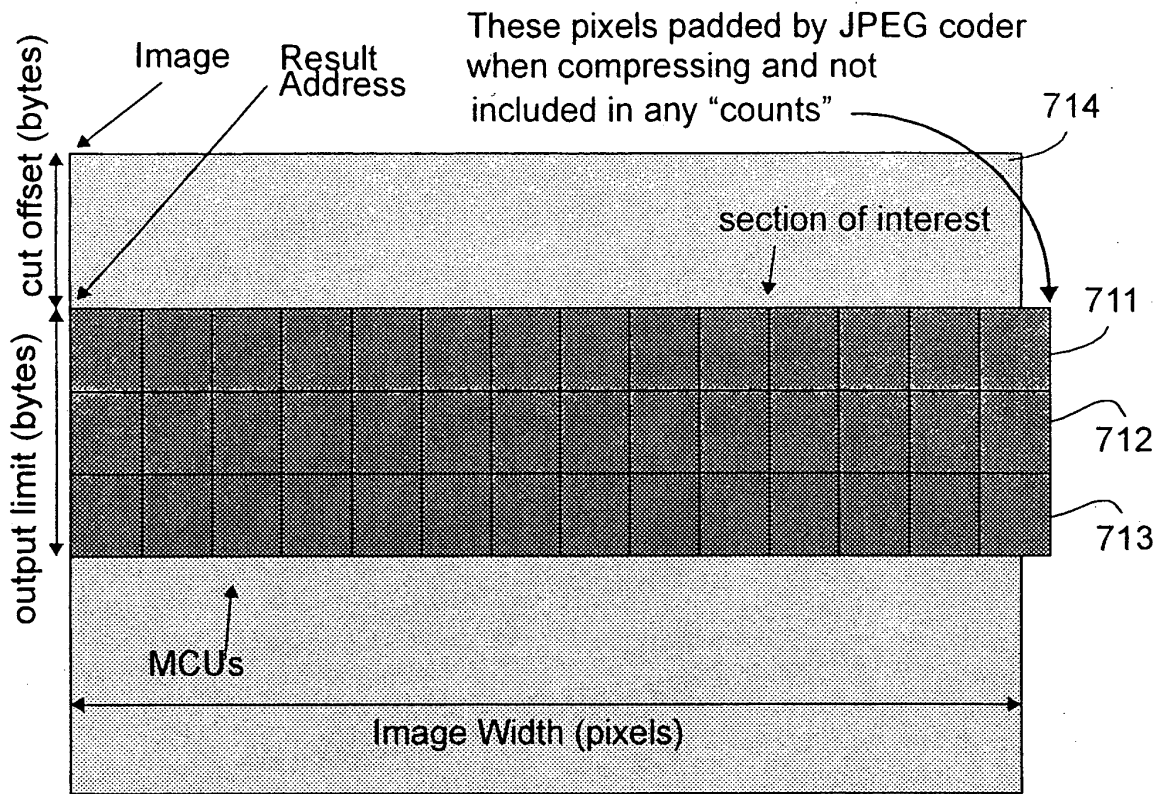 These pixels padded by JPEG coder
when compressing and not
included in any “counts”
Image
Result
Address
714
cut offset (bytes)
section of interest
711
output limit (bytes)
712
713
MCUs
Image Width (pixels)